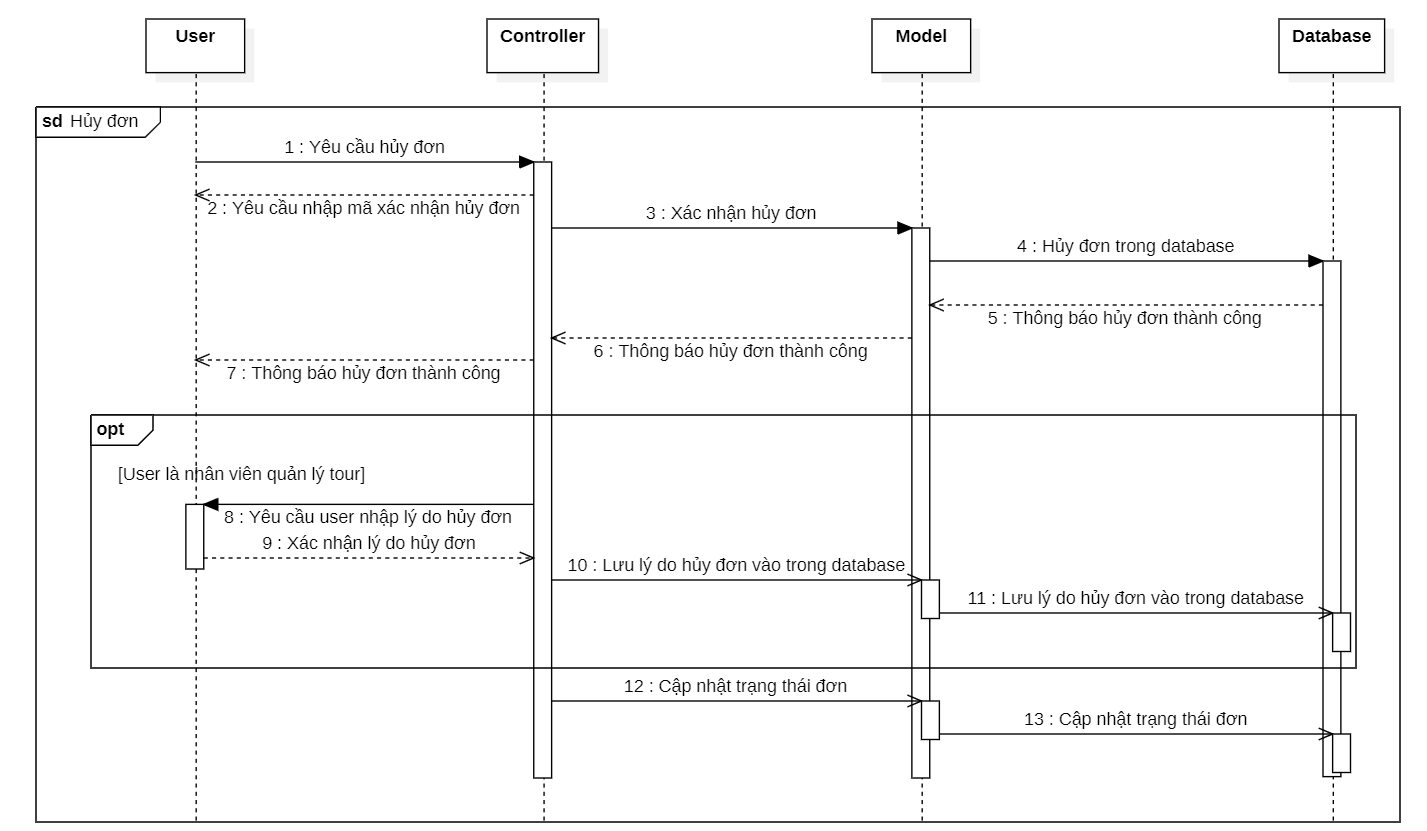 User
Controller
Model
Database
sd Hủy đơn
1 : Yêu cầu hủy đơn
2 : Yêu cầu nhập mã xác nhận hủy đơn
3 : Xác nhận hủy đơn
4 : Hủy đơn trong database
5 : Thông báo hủy đơn thành công
6 : Thông báo hủy đơn thành công
7 : Thông báo hủy đơn thành công
opt
[User là nhân viên quản lý tour]
8 : Yêu cầu user nhập lý do hủy đơn
9 : Xác nhận lý do hủy đơn
10 : Lưu lý do hủy đơn vào trong database
11 : Lưu lý do hủy đơn vào trong database
12 : Cập nhật trạng thái đơn
13 : Cập nhật trạng thái đơn